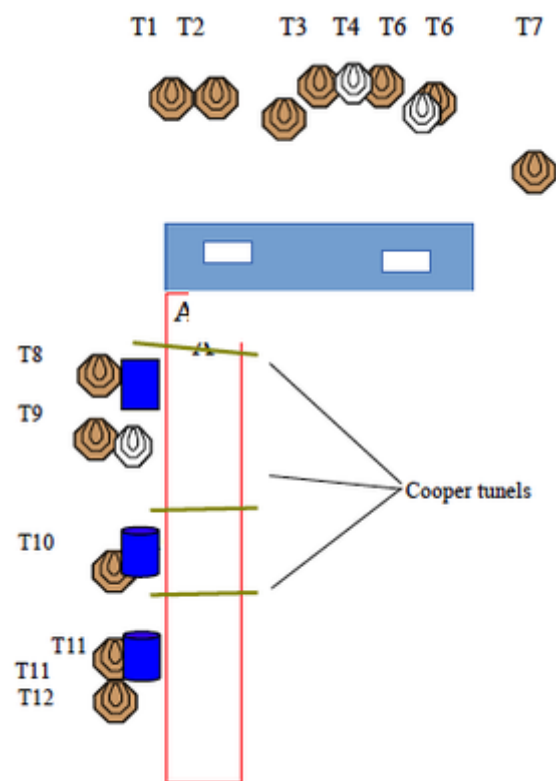 T1 T2 T3 T4 T6 T6 T7
A
A
T8
T9
Cooper tunels
T10
T11
T11
T12